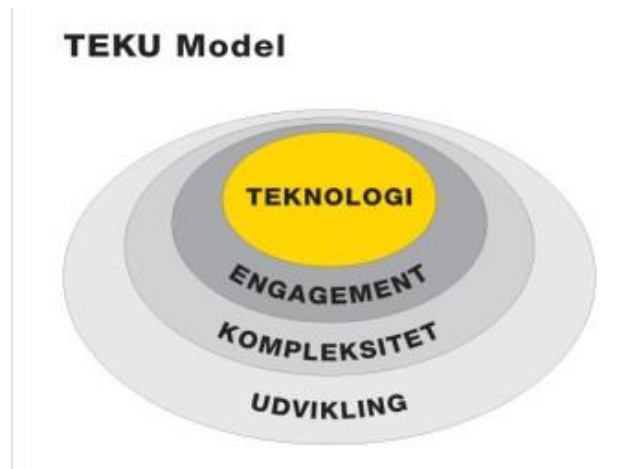 TEKU Model
TEKNOLOGI
ENGAGEMENT
KOMPLEKSITET
UDVIKLING